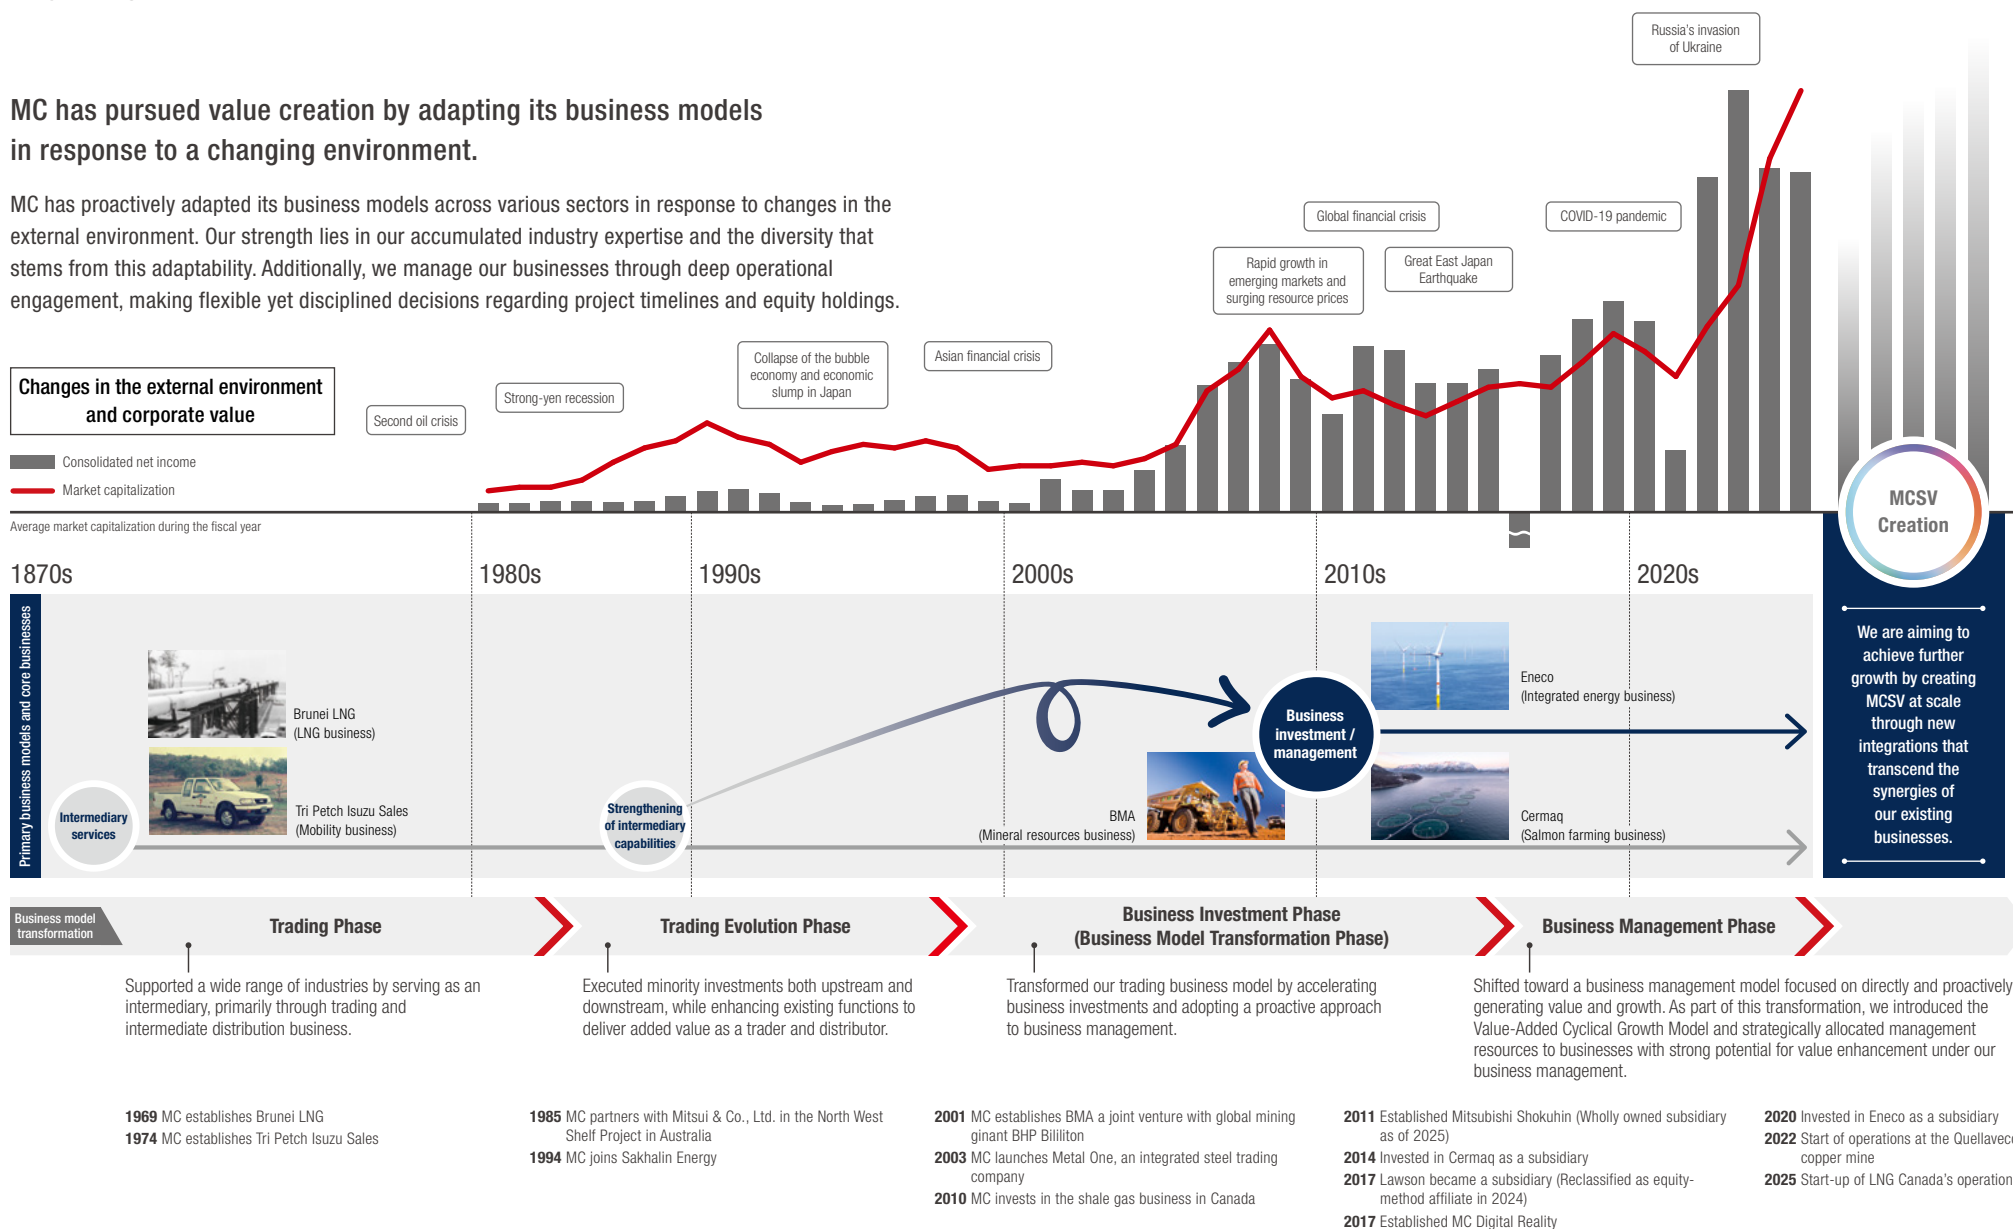 MC has pursued value creation by adapting its business models
in response to a changing environment.
MC has proactively adapted its business models across various sectors in response to changes in the
external environment. Our strength lies in our accumulated industry expertise and the diversity that
stems from this adaptability. Additionally, we manage our businesses through deep operational
engagement, making flexible yet disciplined decisions regarding project timelines and equity holdings.
Changes in the external environment
and corporate value
Consolidated net income
Market capitalization
Average market capitalization during the fiscal year
Second oil crisis
Strong-yen recession
Collapse of the bubble
economy and economic
slump in Japan
Asian financial crisis
Rapid growth in
emerging markets and
surging resource prices
Global financial crisis
Great East Japan
Earthquake
COVID-19 pandemic
Russia's invasion
of Ukraine
MCSV
Creation
1870s
1980s
1990s
2000s
2010s
2020s
Primary business models and core businesses
Intermediary
services
Brunei LNG
(LNG business)
Tri Petch Isuzu Sales
(Mobility business)
Strengthening
of intermediary
capabilities
BMA
(Mineral resources business)
Business
investment /
management
Eneco
(Integrated energy business)
Cermaq
(Salmon farming business)
We are aiming to
achieve further
growth by creating
MCSV at scale
through new
integrations that
transcend the
synergies of
our existing
businesses.
Business model
transformation
Trading Phase
Trading Evolution Phase
Business Investment Phase
(Business Model Transformation Phase)
Business Management Phase
Supported a wide range of industries by serving as an
intermediary, primarily through trading and
intermediate distribution business.
Executed minority investments both upstream and
downstream, while enhancing existing functions to
deliver added value as a trader and distributor.
Transformed our trading business model by accelerating
business investments and adopting a proactive approach
to business management.
Shifted toward a business management model focused on directly and proactively
generating value and growth. As part of this transformation, we introduced the
Value-Added Cyclical Growth Model and strategically allocated management
resources to businesses with strong potential for value enhancement under our
business management.
1969 MC establishes Brunei LNG
1974 MC establishes Tri Petch Isuzu Sales
1985 MC partners with Mitsui & Co., Ltd. in the North West
Shelf Project in Australia
1994 MC joins Sakhalin Energy
2001 MC establishes BMA a joint venture with global mining
ginant BHP Bililiton
2003 MC launches Metal One, an integrated steel trading
company
2010 MC invests in the shale gas business in Canada
2011 Established Mitsubishi Shokuhin (Wholly owned subsidiary
as of 2025)
2014 Invested in Cermaq as a subsidiary
2017 Lawson became a subsidiary (Reclassified as equity-
method affiliate in 2024)
2017 Established MC Digital Reality
2020 Invested in Eneco as a subsidiary
2022 Start of operations at the Quellaveco
copper mine
2025 Start-up of LNG Canada's operation